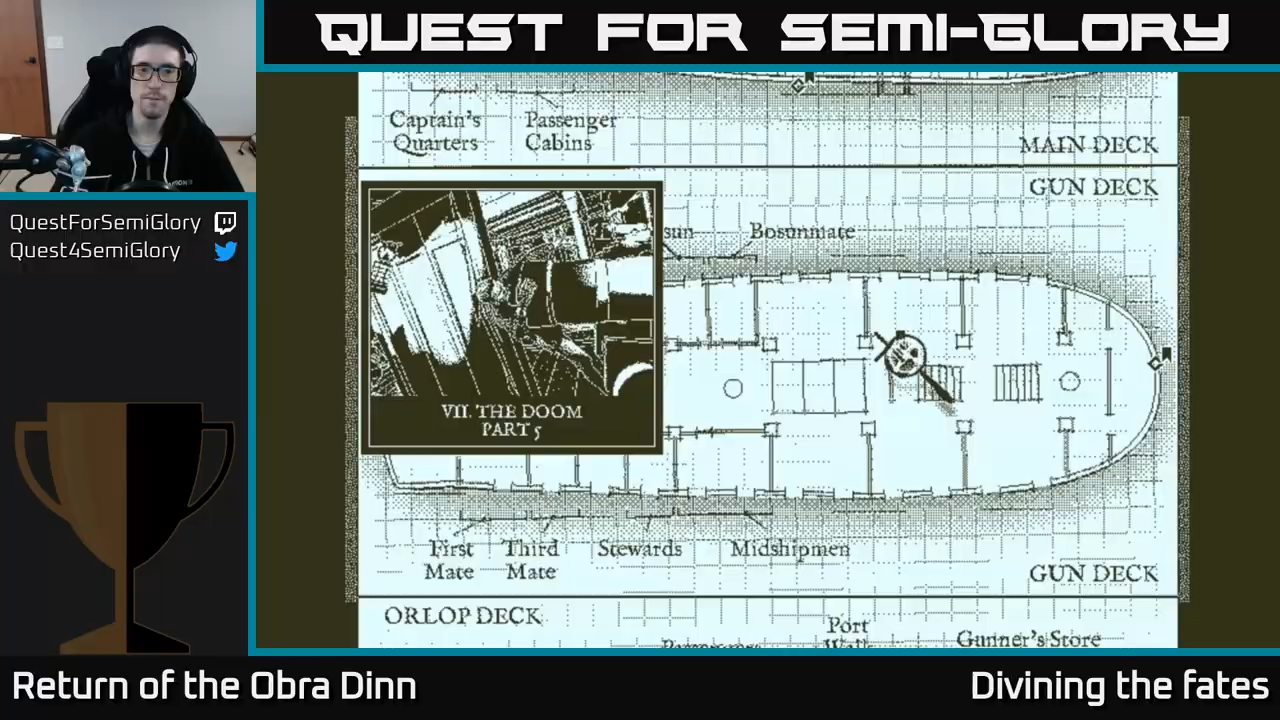 QUEST FOR SEMI-GLORY
QuestForSemiGlory
Quest4SemiGlory
Captain's
Quarters
Passenger
Cabins
MAIN DECK
GUN DECK
sun
Bosunmate
VII. THE DOOM
PART 5
First
Mate
Third
Mate
Stewards
Midshipmen
GUN DECK
ORLOP DECK
Port
Walls
Gunner's Store
Return of the Obra Dinn
Divining the fates